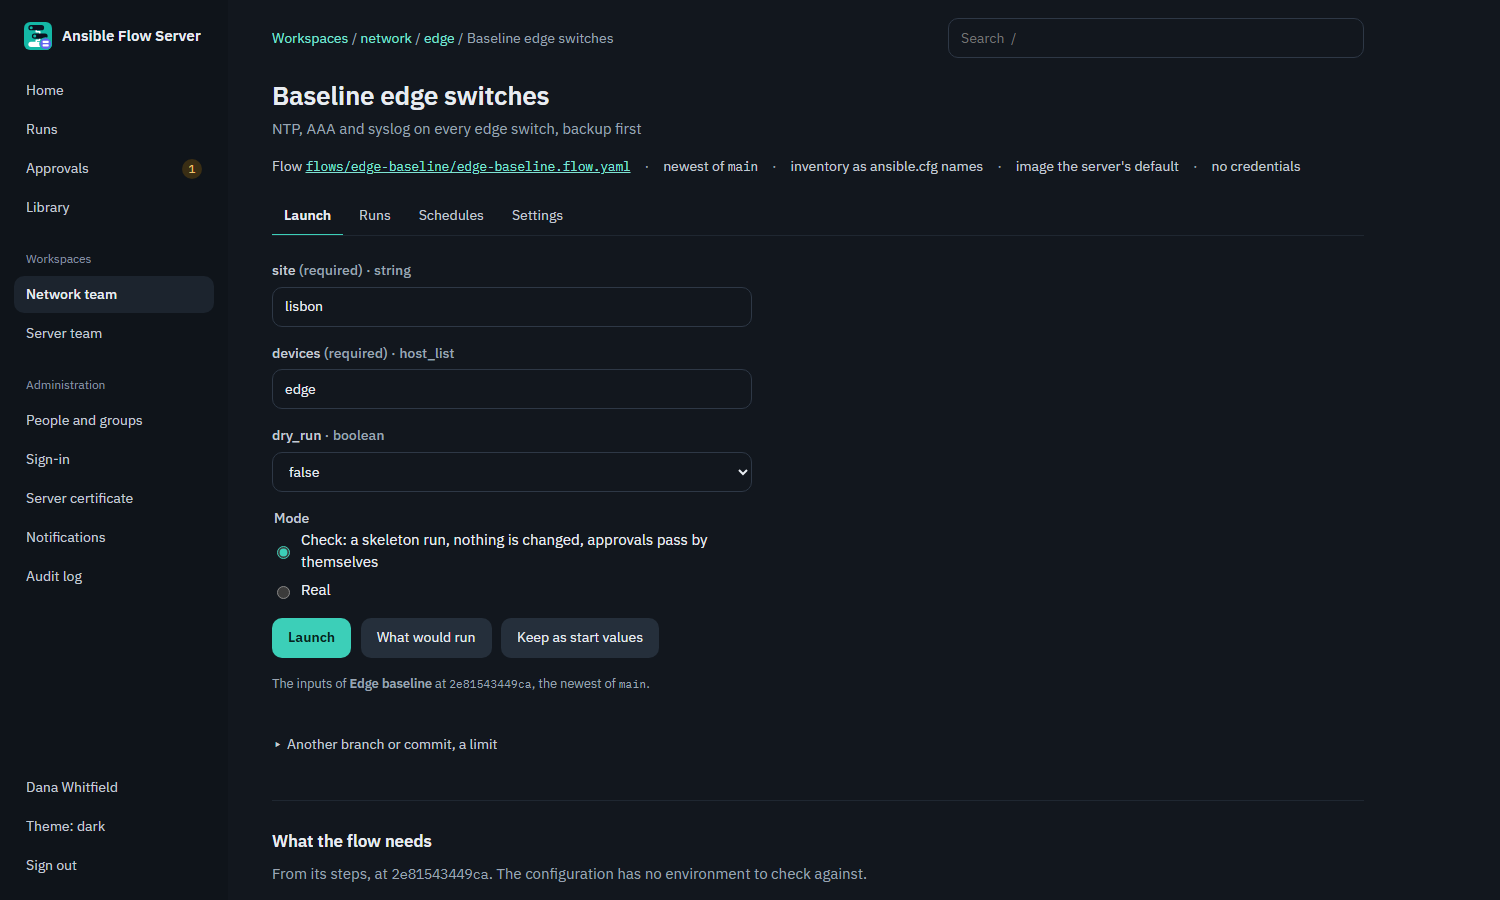 Ansible Flow Server
Home
Runs
Approvals 1
Library
Workspaces
Network team
Server team
Administration
People and groups
Sign-in
Server certificate
Notifications
Audit log
Dana Whitfield
Theme: dark
Sign out
Workspaces / network / edge / Baseline edge switches
Search /
Baseline edge switches
NTP, AAA and syslog on every edge switch, backup first
Flow flows/edge-baseline/edge-baseline.flow.yaml · newest of main · inventory as ansible.cfg names · image the server's default · no credentials
Launch Runs Schedules Settings
site (required) · string
lisbon
devices (required) · host_list
edge
dry_run · boolean
false
Mode
Check: a skeleton run, nothing is changed, approvals pass by
themselves
Real
Launch What would run Keep as start values
The inputs of Edge baseline at 2e81543449ca, the newest of main.
Another branch or commit, a limit
What the flow needs
From its steps, at 2e81543449ca. The configuration has no environment to check against.